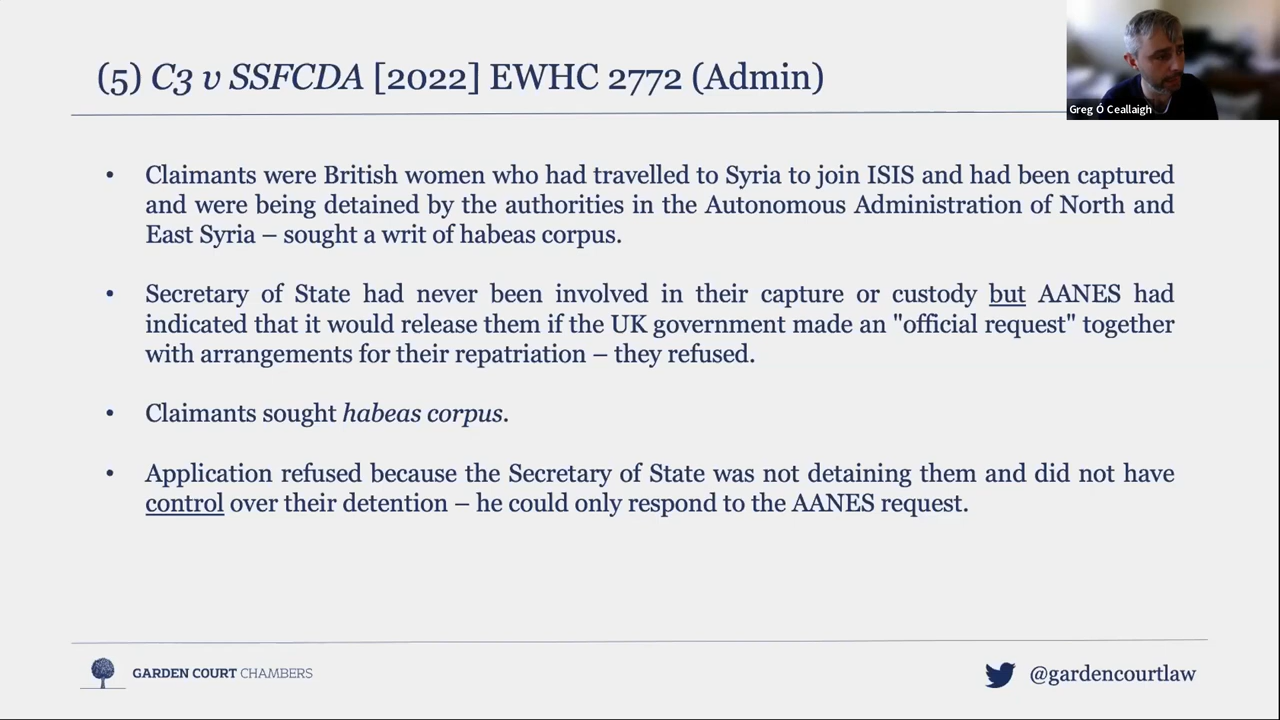 (5) C3 v SSFCDA [2022] EWHC 2772 (Admin)
Greg Ó Ceallaigh
• Claimants were British women who had travelled to Syria to join ISIS and had been captured
and were being detained by the authorities in the Autonomous Administration of North and
East Syria – sought a writ of habeas corpus.
• Secretary of State had never been involved in their capture or custody but AANES had
indicated that it would release them if the UK government made an "official request" together
with arrangements for their repatriation – they refused.
• Claimants sought habeas corpus.
• Application refused because the Secretary of State was not detaining them and did not have
control over their detention – he could only respond to the AANES request.
GARDEN COURT CHAMBERS
@gardencourtlaw